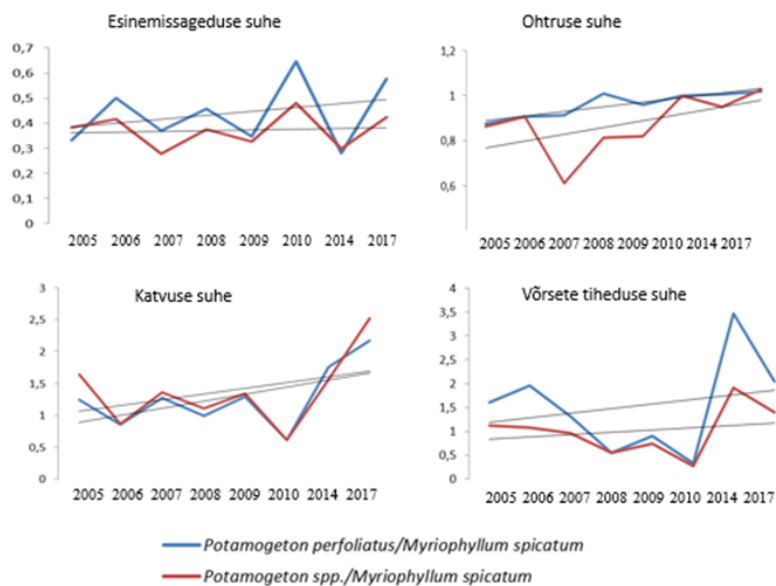 Esinemissageduse suhe
0,7
0,6
0,5
0,4
0,3
0,2
0,1
0
2005 2006 2007 2008 2009 2010 2014 2017
Ohtruse suhe
1,2
1
0,8
0,6
2005 2006 2007 2008 2009 2010 2014 2017
Katvuse suhe
3
2,5
2
1,5
1
0,5
0
2005 2006 2007 2008 2009 2010 2014 2017
Võrsete tiheduse suhe
4
3,5
3
2,5
2
1,5
1
0,5
0
2005 2006 2007 2008 2009 2010 2014 2017
Potamogeton perfoliatus/Myriophyllum spicatum
Potamogeton spp./Myriophyllum spicatum